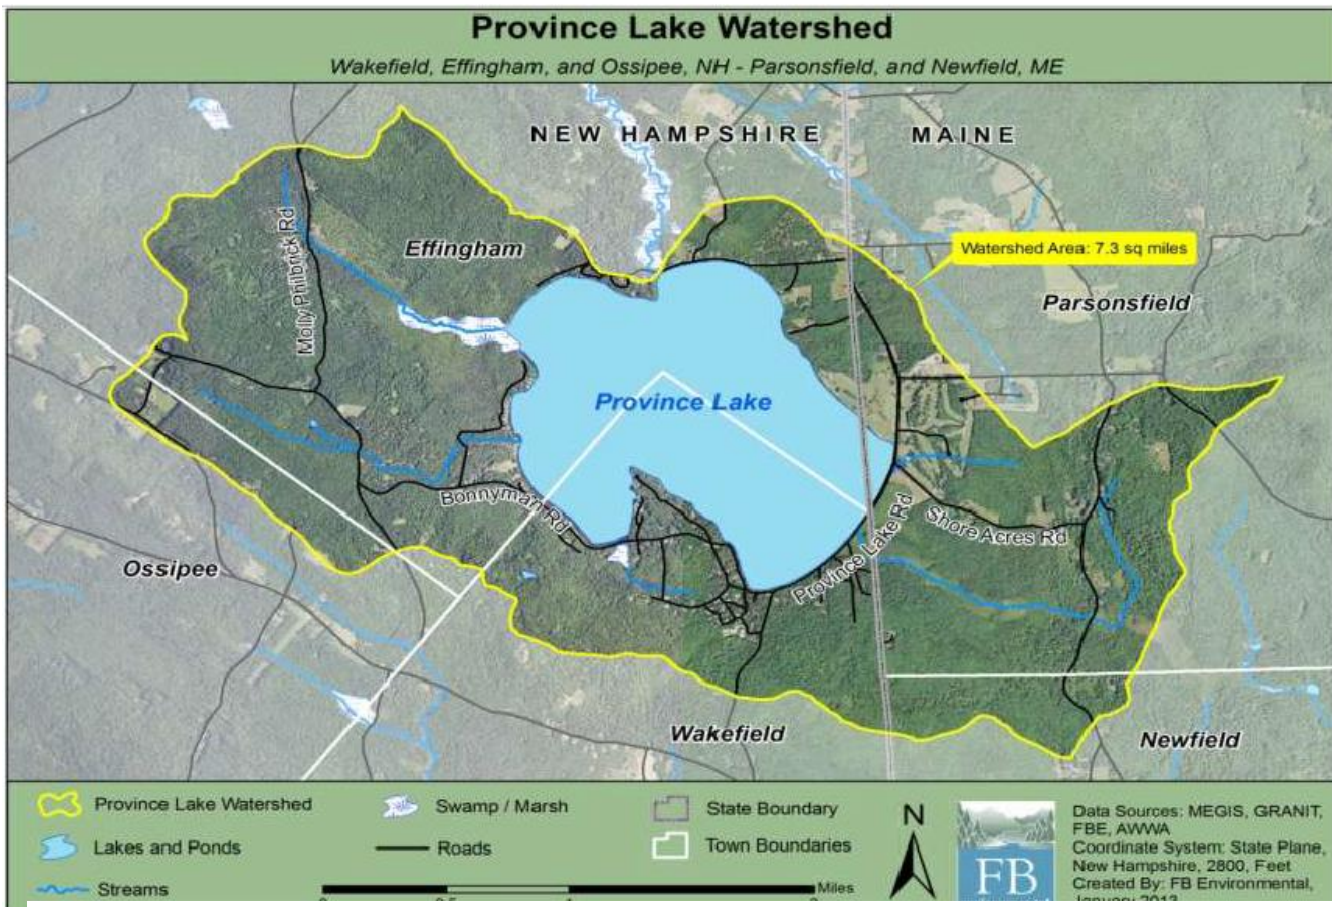 Province Lake Watershed
Wakefield, Effingham, and Ossipee, NH - Parsonsfield, and Newfield, ME
NEW HAMPSHIRE
MAINE
Molly Philbrick Rd
Effingham
Watershed Area: 7.3 sq miles
Parsonsfield
Province Lake
Bonnyman Rd
Province Lake Rd
Shore Acres Rd
Ossipee
Wakefield
Newfield
Province Lake Watershed
Swamp / Marsh
State Boundary
Lakes and Ponds
Roads
Town Boundaries
Streams
Miles
N
FB
Data Sources: MEGIS, GRANIT,
FBE, AWWA
Coordinate System: State Plane,
New Hampshire, 2800, Feet
Created By: FB Environmental,
January 2013